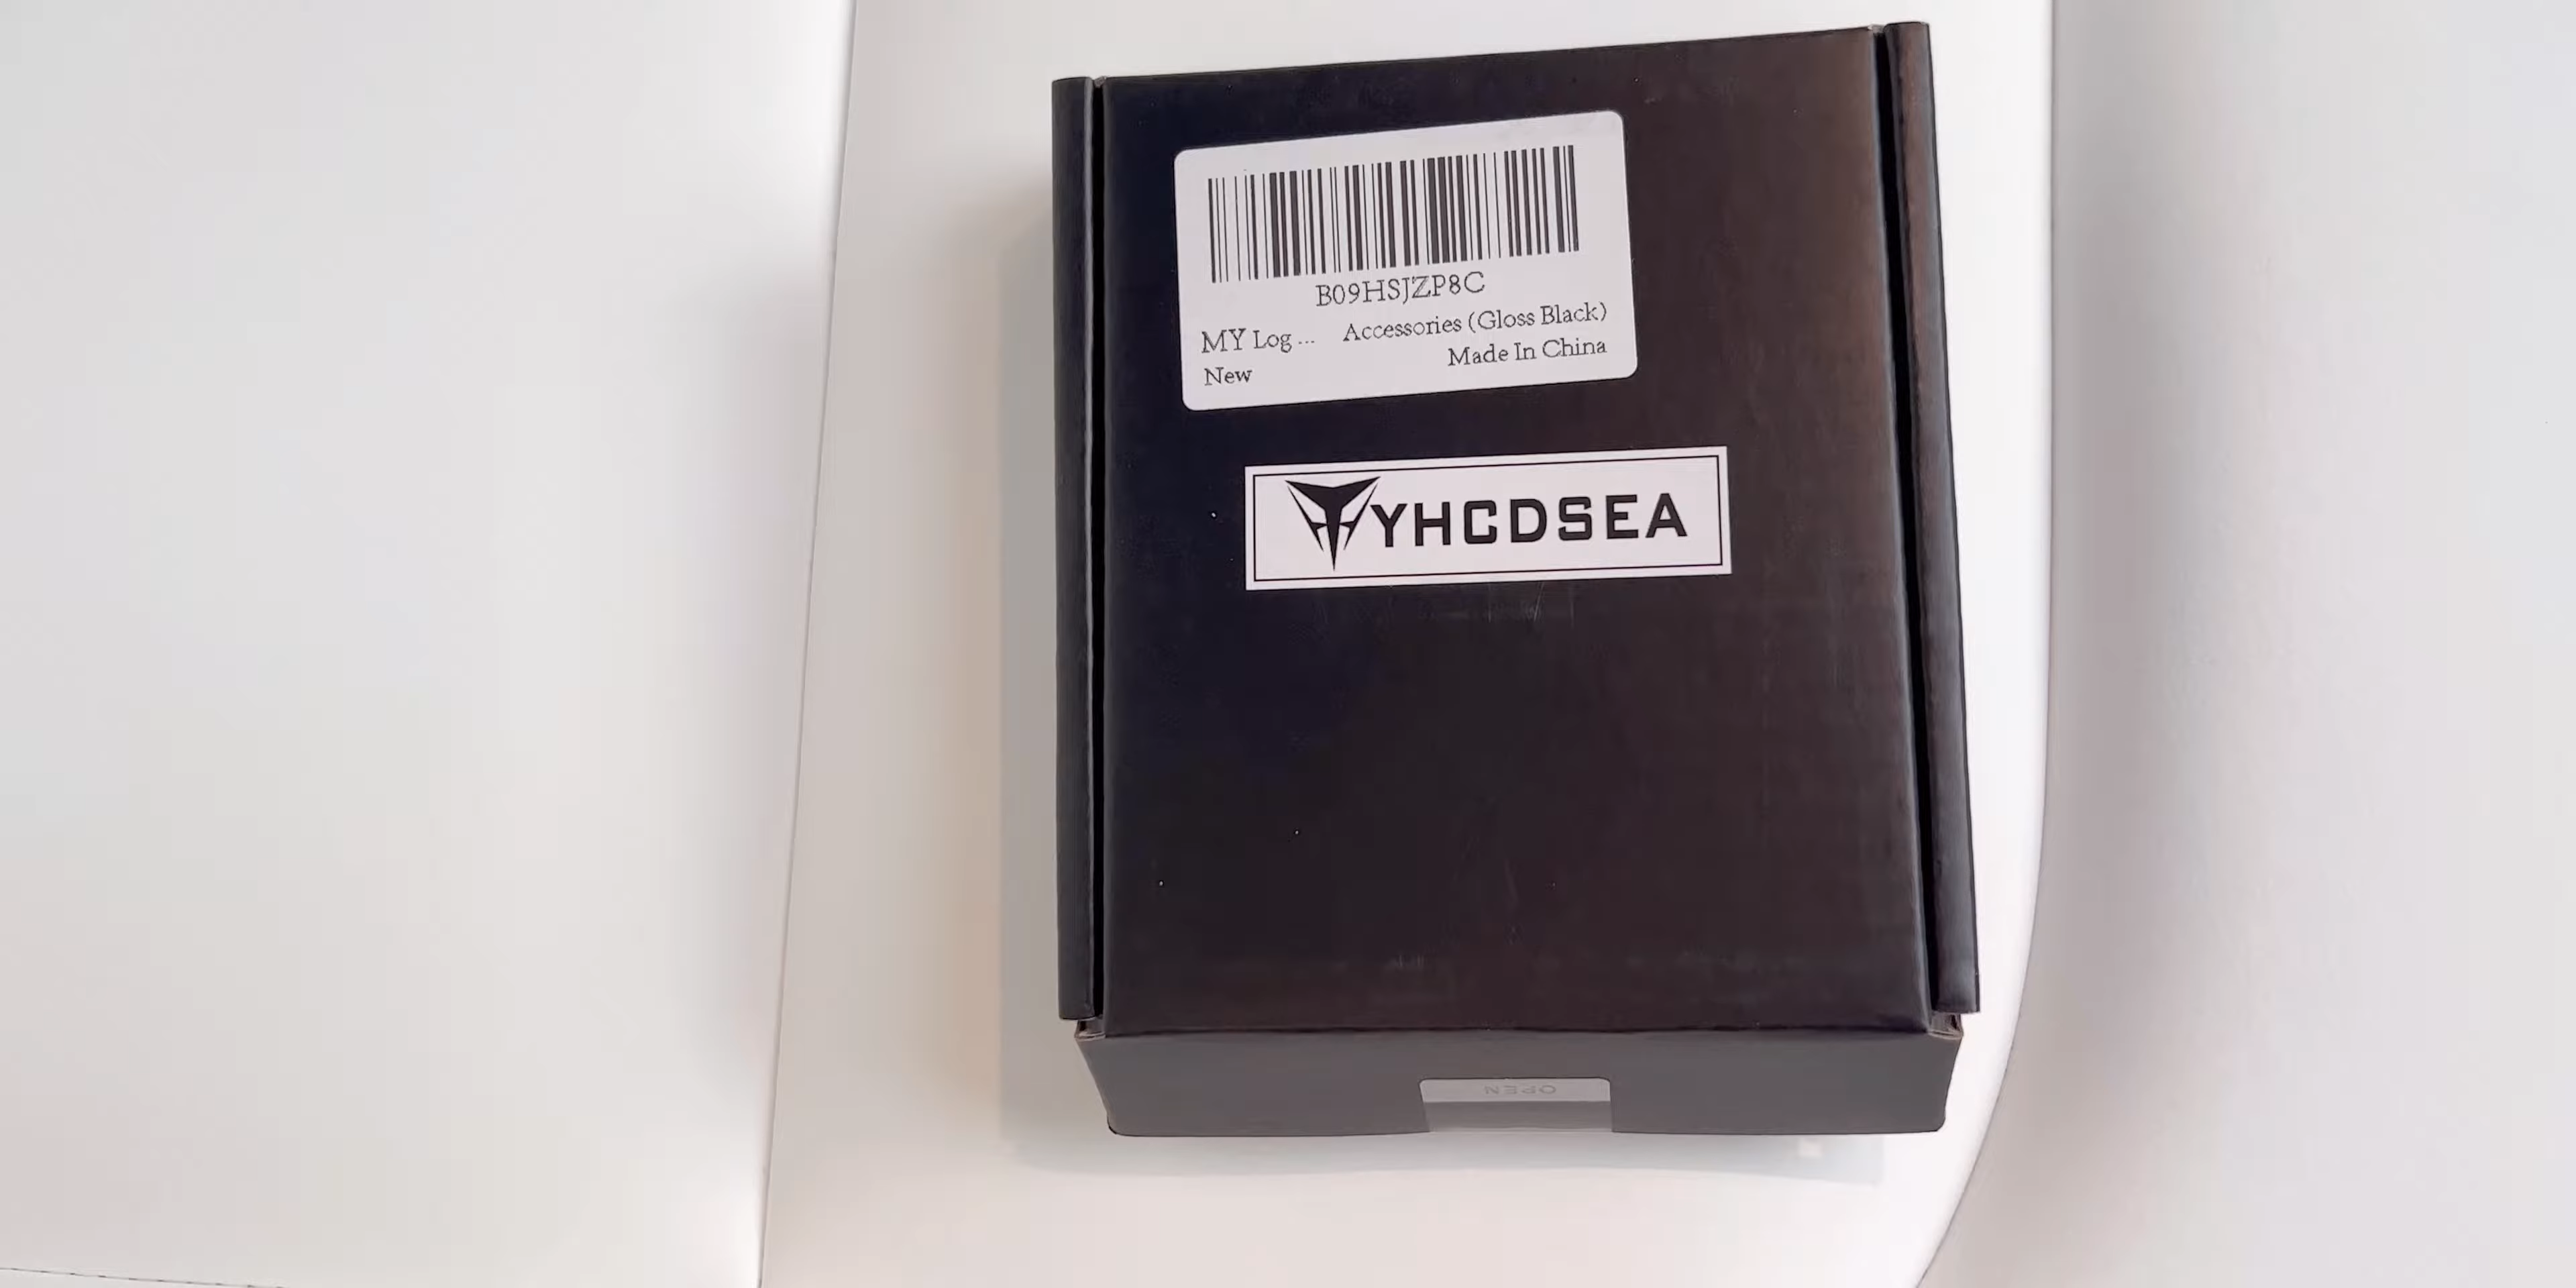 B09HSJZP8C
MY Log ... Accessories (Gloss Black)
Made In China
New
YHCDSEA
OPEN